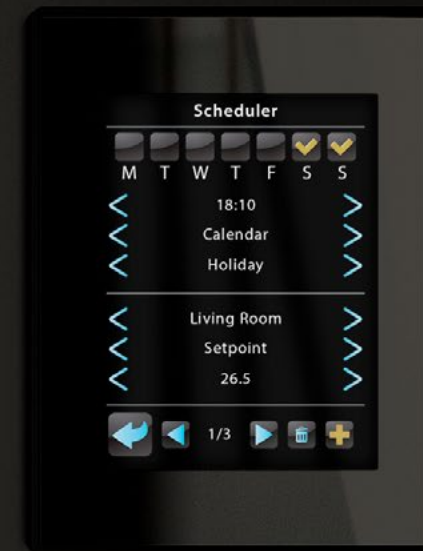 Scheduler
M T W T F S S
18:10
Calendar
Holiday
Living Room
Setpoint
26.5
1/3